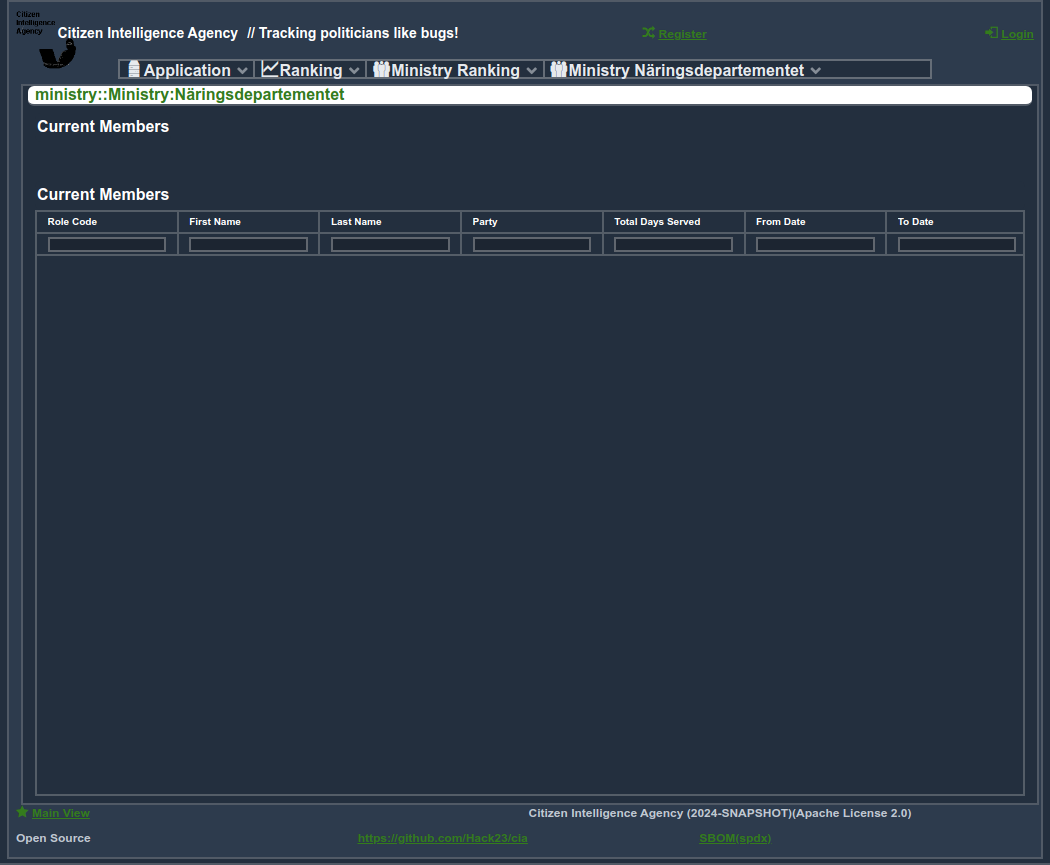 Citizen
Intelligence
Agency
Citizen Intelligence Agency // Tracking politicians like bugs!
Register
Login
Application
Ranking
Ministry Ranking
Ministry Näringsdepartementet
ministry::Ministry:Näringsdepartementet
Current Members
Current Members
Role Code
First Name
Last Name
Party
Total Days Served
From Date
To Date
Main View
Citizen Intelligence Agency (2024-SNAPSHOT)(Apache License 2.0)
Open Source
https://github.com/Hack23/cia
SBOM(spdx)